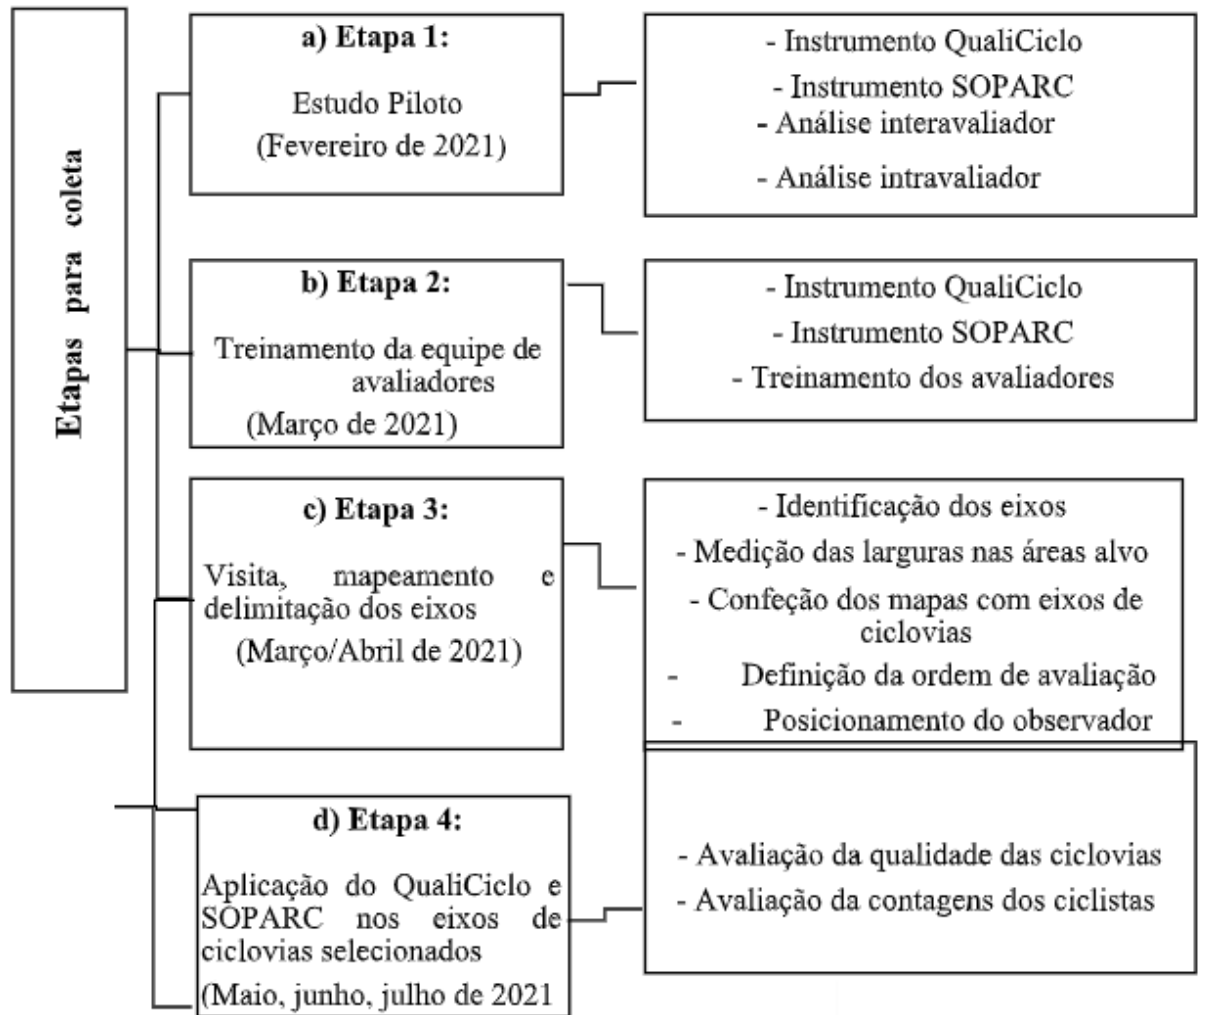 Etapas para coleta
a) Etapa 1:
Estudo Piloto
(Fevereiro de 2021)
- Instrumento QualiCiclo
- Instrumento SOPARC
- Análise interavaliador
- Análise intravaliador
b) Etapa 2:
Treinamento da equipe de
avaliadores
(Março de 2021)
- Instrumento QualiCiclo
- Instrumento SOPARC
- Treinamento dos avaliadores
c) Etapa 3:
Visita, mapeamento e
delimitação dos eixos
(Março/Abril de 2021)
- Identificação dos eixos
- Medição das larguras nas áreas alvo
- Confeção dos mapas com eixos de
ciclovias
- Definição da ordem de avaliação
- Posicionamento do observador
d) Etapa 4:
Aplicação do QualiCiclo e
SOPARC nos eixos de
ciclovias selecionados
(Maio, junho, julho de 2021
- Avaliação da qualidade das ciclovias
- Avaliação da contagens dos ciclistas